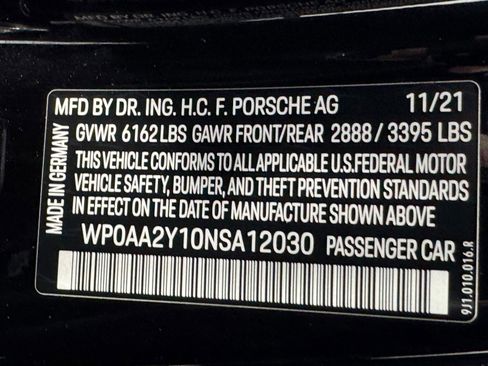 MFD BY DR. ING. H.C. F. PORSCHE AG 11/21
GVWR 6162 LBS GAWR FRONT/REAR 2888 / 3395 LBS
THIS VEHICLE CONFORMS TO ALL APPLICABLE U.S.FEDERAL MOTOR
VEHICLE SAFETY, BUMPER, AND THEFT PREVENTION STANDARDS
IN EFFECT ON THE DATE OF MANUFACTURE SHOWN ABOVE
WP0AA2Y10NSA12030 PASSENGER CAR
MADE IN GERMANY
9J1.010.016.R